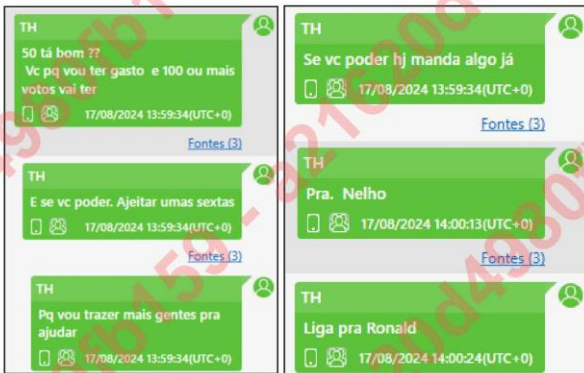 TH
50 tá bom ??
Vc pq vou ter gasto e 100 ou mais
votos vai ter
17/08/2024 13:59:34(UTC+0)
Fontes (3)
TH
E se vc poder. Ajeitar umas sextas
17/08/2024 13:59:34(UTC+0)
Fontes (3)
TH
Pq vou trazer mais gentes pra
ajudar
17/08/2024 13:59:34(UTC+0)
TH
Se vc poder hj manda algo já
17/08/2024 13:59:34(UTC+0)
Fontes (3)
TH
Pra. Nelho
17/08/2024 14:00:13(UTC+0)
Fontes (3)
TH
Liga pra Ronald
17/08/2024 14:00:24(UTC+0)